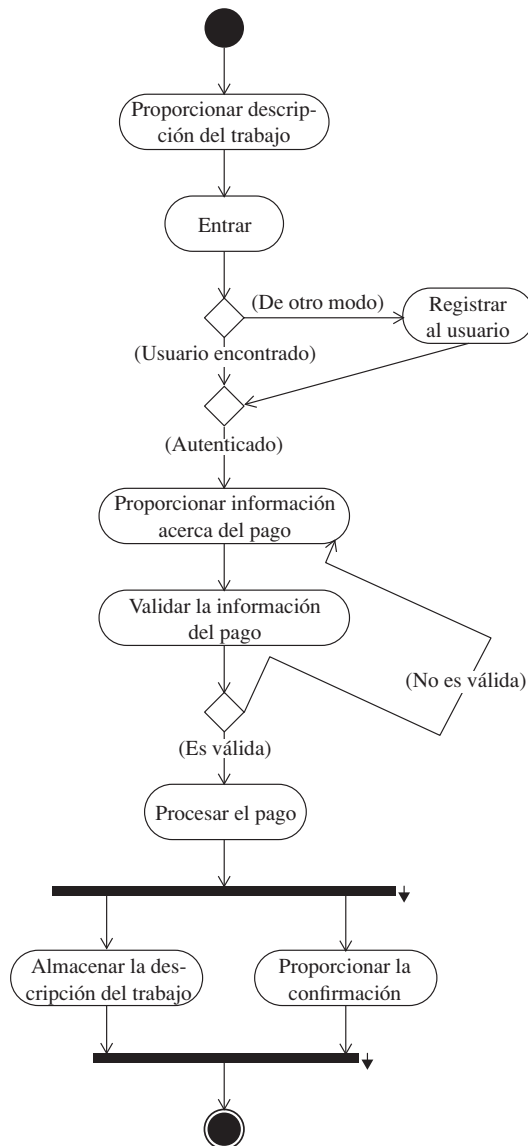 Proporcionar descrip-
ción del trabajo
Entrar
(De otro modo)
Registrar
al usuario
(Usuario encontrado)
(Autenticado)
Proporcionar información
acerca del pago
Validar la información
del pago
(No es válida)
(Es válida)
Procesar el pago
Almacenar la des-
cripción del trabajo
Proporcionar la
confirmación